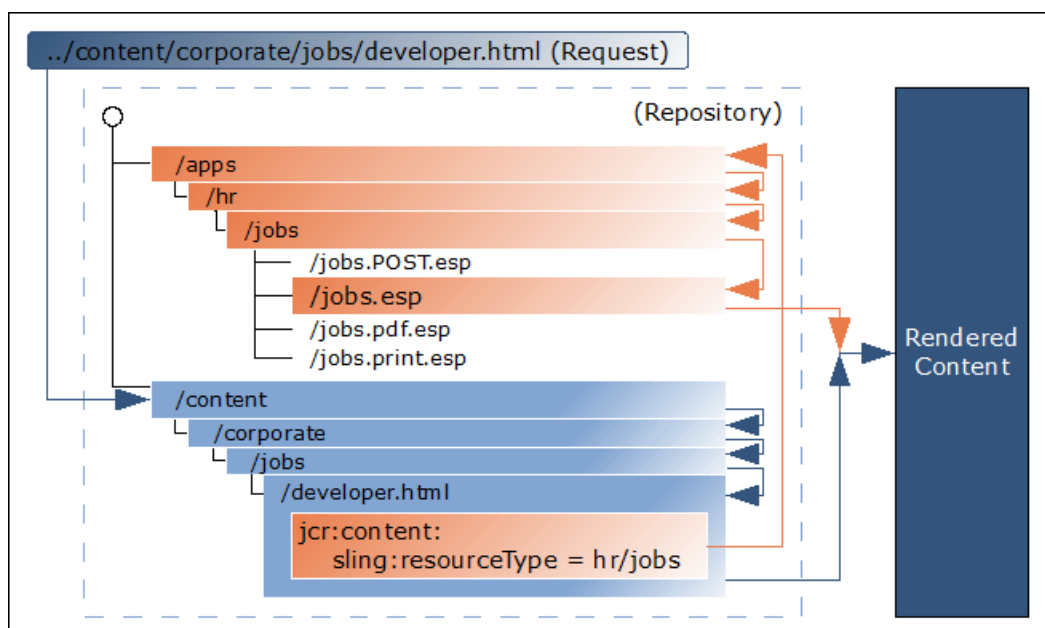 ../content/corporate/jobs/developer.html (Request)
(Repository)
/apps
/hr
/jobs
/jobs.POST.esp
/jobs.esp
/jobs.pdf.esp
/jobs.print.esp
/content
/corporate
/jobs
/developer.html
jcr:content:
sling:resourceType = hr/jobs
Rendered
Content